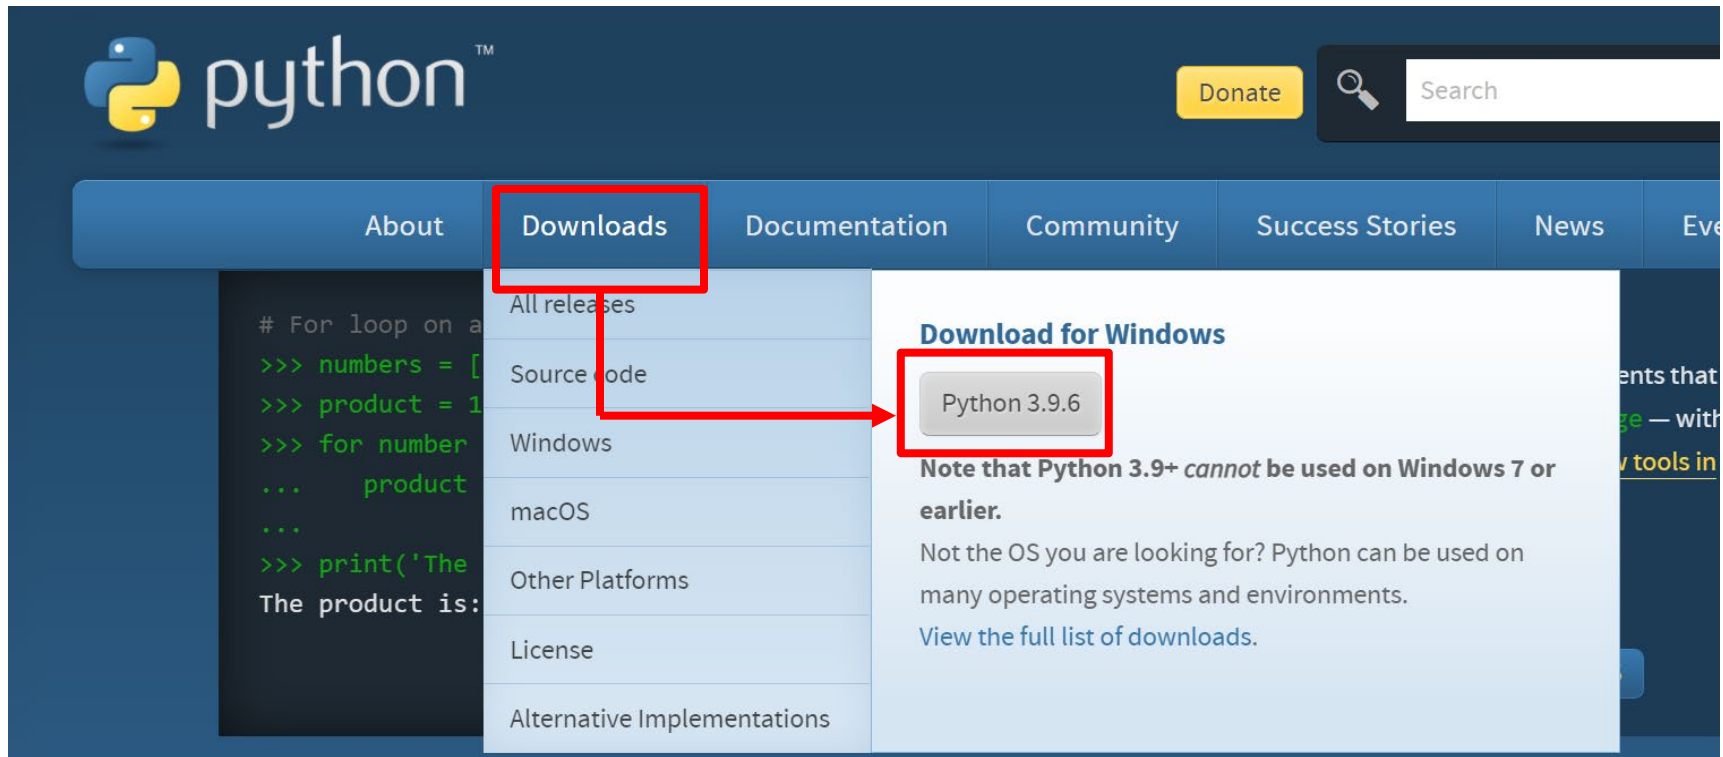 python™
Donate
Search
About Downloads Documentation Community Success Stories News Eve
All releases
Source code
Windows
macOS
Other Platforms
License
Alternative Implementations
# For loop on a
>>> numbers = [
>>> product = 1
>>> for number
...    product
...
>>> print('The
The product is:
Download for Windows
Python 3.9.6
Note that Python 3.9+ cannot be used on Windows 7 or
earlier.
Not the OS you are looking for? Python can be used on
many operating systems and environments.
View the full list of downloads.
ents that
ge — with
tools in